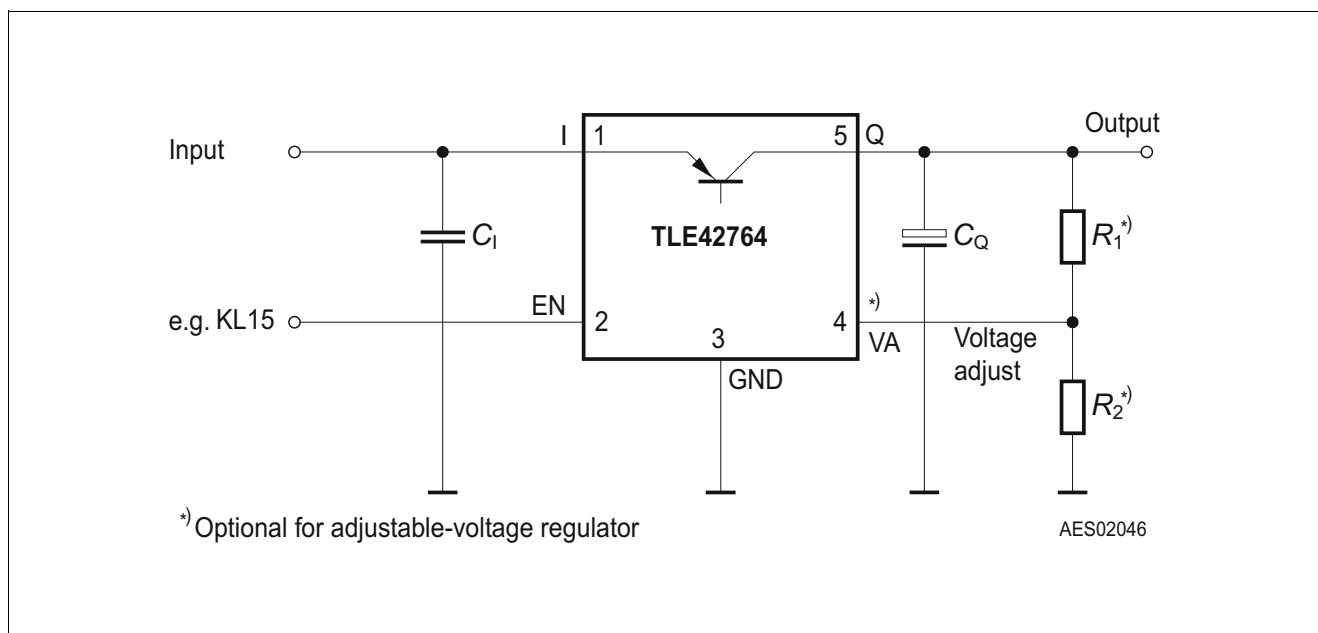 Input
I
1
5
Q
Output
TLE42764
C_I
C_Q
R_1*)
e.g. KL15
EN
2
3
4
*)
VA
Voltage
adjust
GND
R_2*)
*) Optional for adjustable-voltage regulator
AES02046